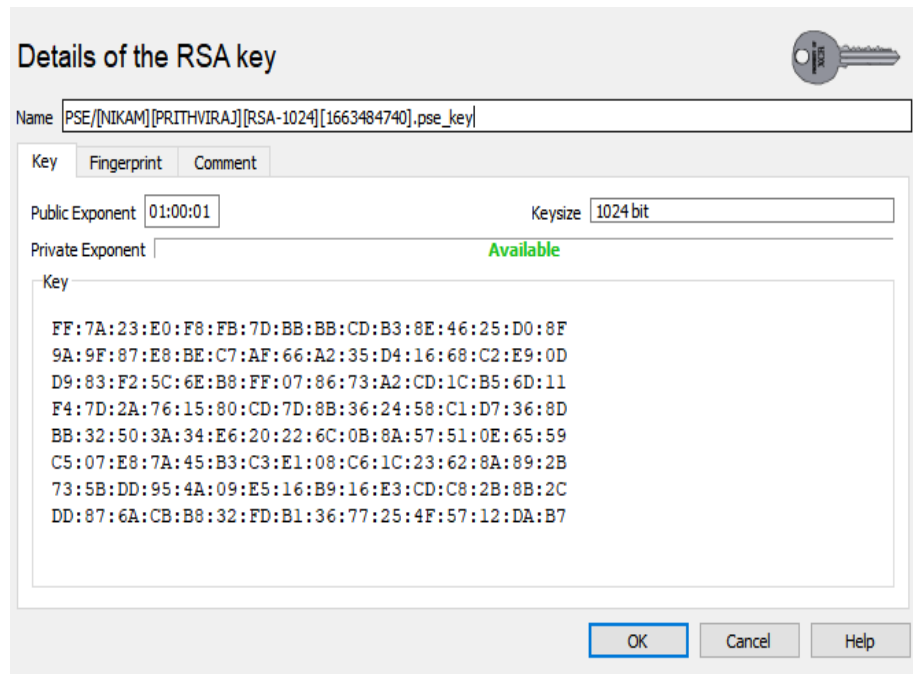 Details of the RSA key
XCA
Name PSE/[NIKAM][PRITHVIRAJ][RSA-1024][1663484740].pse_key
Key Fingerprint Comment
Public Exponent 01:00:01 Keysize 1024 bit
Private Exponent Available
Key
FF:7A:23:E0:F8:FB:7D:BB:BB:CD:B3:8E:46:25:D0:8F
9A:9F:87:E8:BE:C7:AF:66:A2:35:D4:16:68:C2:E9:0D
D9:83:F2:5C:6E:B8:FF:07:86:73:A2:CD:1C:B5:6D:11
F4:7D:2A:76:15:80:CD:7D:8B:36:24:58:C1:D7:36:8D
BB:32:50:3A:34:E6:20:22:6C:0B:8A:57:51:0E:65:59
C5:07:E8:7A:45:B3:C3:E1:08:C6:1C:23:62:8A:89:2B
73:5B:DD:95:4A:09:E5:16:B9:16:E3:CD:C8:2B:8B:2C
DD:87:6A:CB:B8:32:FD:B1:36:77:25:4F:57:12:DA:B7
OK Cancel Help